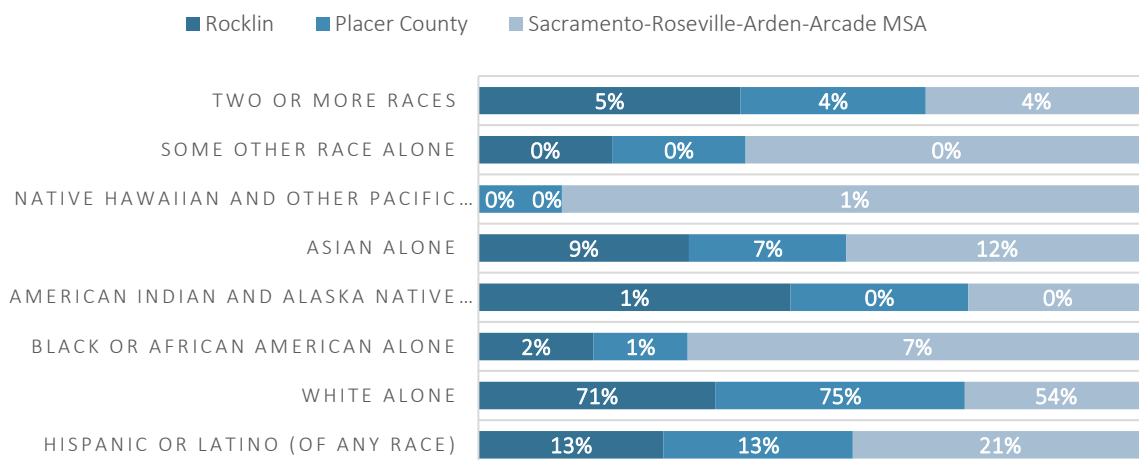 Rocklin Placer County Sacramento-Roseville-Arden-Arcade MSA
TWO OR MORE RACES 5% 4% 4%
SOME OTHER RACE ALONE 0% 0% 0%
NATIVE HAWAIIAN AND OTHER PACIFIC... 0% 0% 1%
ASIAN ALONE 9% 7% 12%
AMERICAN INDIAN AND ALASKA NATIVE... 1% 0% 0%
BLACK OR AFRICAN AMERICAN ALONE 2% 1% 7%
WHITE ALONE 71% 75% 54%
HISPANIC OR LATINO (OF ANY RACE) 13% 13% 21%